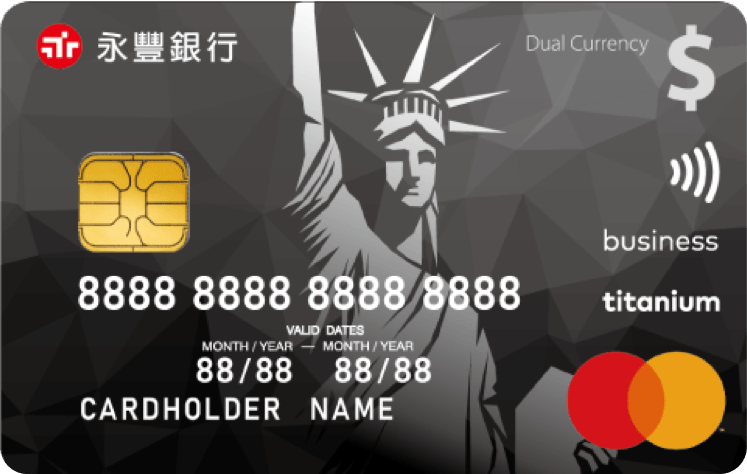 永豐銀行
Dual Currency
$
business
titanium
8888 8888 8888 8888
VALID DATES
MONTH / YEAR — MONTH / YEAR
88/88 88/88
CARDHOLDER NAME